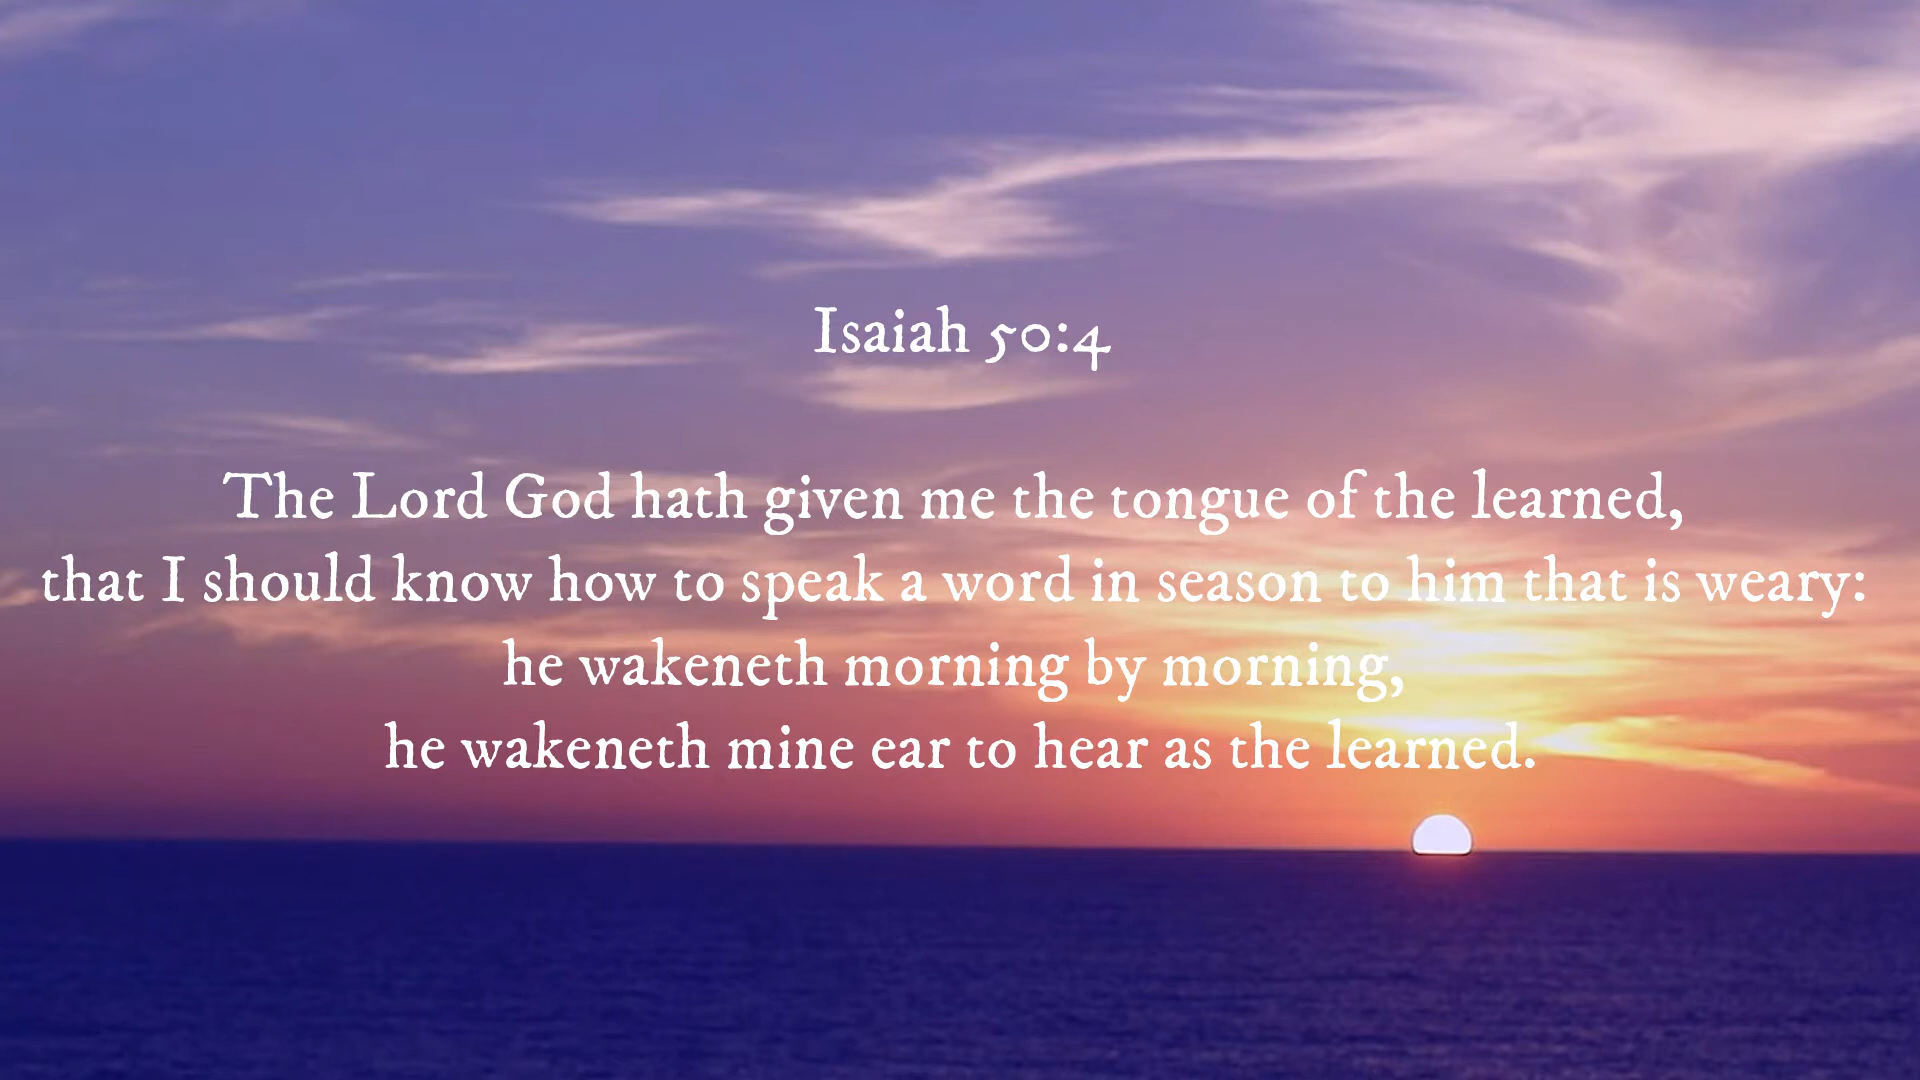 Isaiah 50:4
The Lord God hath given me the tongue of the learned,
that I should know how to speak a word in season to him that is weary:
he wakeneth morning by morning,
he wakeneth mine ear to hear as the learned.